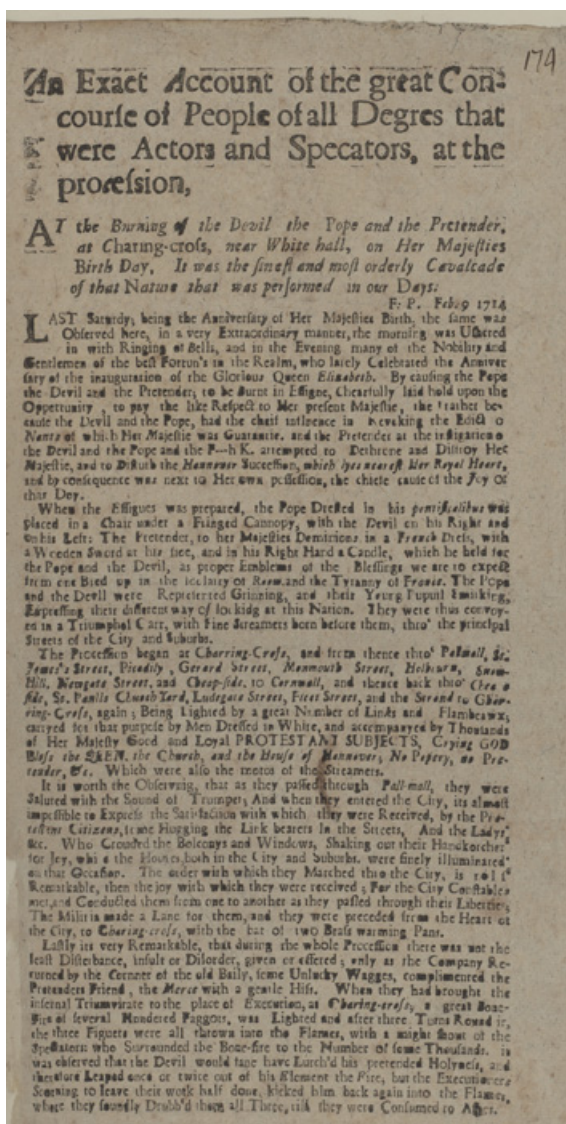 174
An Exact Account of the great Con-
courſe of People of all Degres that
were Actors and Specators, at the
proceſsion,
AT the Burning of the Devil the Pope and the Pretender,
at Charing-croſs, near White hall, on Her Majeſties
Birth Day, It was the fineſt and moſt orderly Cavalcade
of that Nature that was performed in our Days.
F. P. Feb. 9 1714
LAST Saturdy; being the Anniverſary of Her Majeſties Birth, the ſame was
Obſerved here, in a very Extraordinary manner, the morning was Uſhered
in with Ringing of Bells, and in the Evening many of the Nobility and
Gentlemen of the beſt Fortun's in the Realm, who lately Celebrated the Anniver
ſary of the inauguration of the Glorious Queen Elizabeth. By cauſing the Pope
the Devil and the Pretender, to be Burnt in Effigne, Chearfully laid hold upon the
Oppertunity, to pay the like Reſpect to Her preſent Majeſtie, the rather be-
cauſe the Devil and the Pope, had the cheif influence in Revoking the Edict o
Nants of which Her Majeſtie was Guarantie, and the Pretender at the inſtigation o
the Devil and the Pope and the F---h K. attempted to Dethrone and Diſtroy Her
Majeſtie, and to Diſturb the Hannover Succeſſion, which lyes neareſt Her Royal Heart,
and by conſequence was next to Her own poſſeſſion, the chiefe cauſe of the Joy of
that Day.
When the Effigues was prepared, the Pope Dreſſed in his pontificalibus was
placed in a Chair under a Fringed Cannopy, with the Devil on his Right and
on his Left: The Pretender, to her Majeſties Dominions in a French Dreſs, with
a Wooden Sword at his ſide, and in his Right Hand a Candle, which he held for
the Pope and the Devil, as proper Emblems of the Bleſſings we are to expect
from one Bred up in the Idolatry of Rome and the Tyranny of France. The Pope
and the Devil were Repreſented Grinning, and their Young Pupuil Smirking,
Expreſſing their different way of looking at this Nation. They were thus convoy-
ed in a Triumphal Carr, with Fine Streamers born before them, thro' the principal
Streets of the City and Suburbs.
The Proceſſion began at Charing-Croſs, and from thence thro' Palmall, St.
James's Street, Picadily, Gerard Street, Monmouth Street, Holbourn, Snow-
Hill, Newgate Street, and Cheap-ſide, to Cornwall, and thence back thro'
ſide, St. Paulls Church Yard, Ludegate Street, Fleet Street, and the Strand to Char-
ring-Croſs, again; Being Lighted by a great Number of Links and Flambeawx,
carryed for that purpoſe by Men Dreſſed in White, and accompanyed by Thouſands
of Her Majeſty Good and Loyal PROTESTANT SUBJECTS, Crying GOD
Bleſs the QUEEN, the Church, and the Houſe of Hannover; No Popery, no Pre-
tender, &c. Which were alſo the motos of the Streamers.
It is worth the Obſerving, that as they paſſed through Pall-mall, they were
Saluted with the Sound of Trumpet; And when they entered the City, its almoſt
impoſſible to Expreſs the Satisfaction with which they were Received, by the Pro-
teſtant Citizens, ſome Hugging the Link bearers in the Streets, And the Ladys'
&c. Who Crouded the Bolconys and Windows, Shaking out their Handkorcher'
for Joy, while the Houſes, both in the City and Suburbs. were finely illuminated
on that Occaſion. The order with which they Marched thro the City, is
Remarkable, then the joy with which they were received; For the City Conſtables
met, and Conducted them from one to another as they paſſed through their Liberties,
The Militia made a Lane for them, and they were preceded from the Heart of
the City, to Charing-croſs, with the bat of two Braſs warming Pans.
Laſtly its very Remarkable, that during the whole Proceſſion there was not the
leaſt Diſterbance, inſult or Diſorder, given or offered; only as the Company Re-
turned by the Corner of the old Baily, ſome Unlucky Wagges, complimented the
Pretenders Friend, the Merce with a gentle Hiſs. When they had brought the
infernal Triumvirate to the place of Execution, at Charing-croſs, a great Bone-
Fire of ſeveral Hundered Faggots, was Lighted and after three Turns Round it,
the three Figures were all thrown into the Flames, with a might ſhout of the
Spectators who Surrounded the Bone-fire to the Number of ſome Thouſands. it
was obſerved that the Devil would fane have Lurch'd his pretended Holyneſs, and
therefore Leaped once or twice out of his Element the Fire, but the Executioners
Scorning to leave their work half done, kicked him back again into the Flames,
where they ſoundly Drubb'd them all Three, till they were Conſumed to Aſhes.